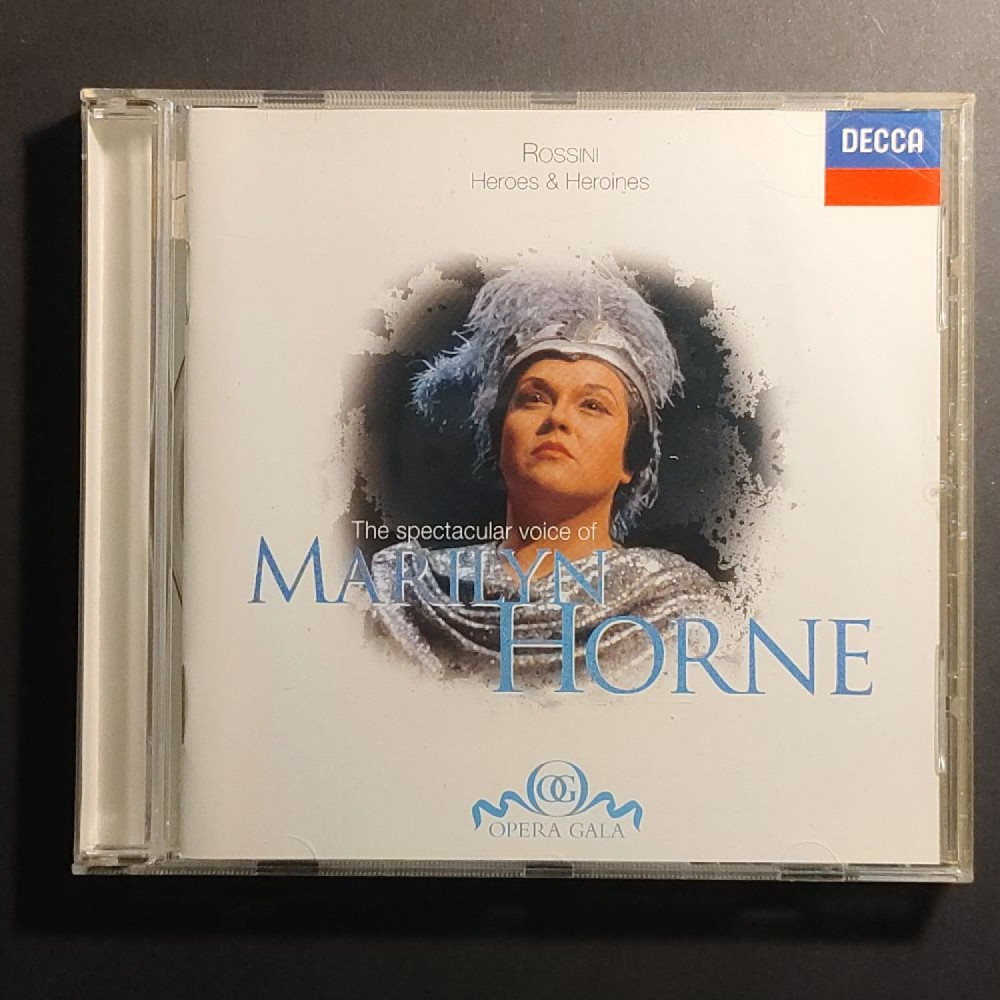 ROSSINI
Heroes & Heroines
DECCA
The spectacular voice of
MARILYN
HORNE
OG
OPERA GALA